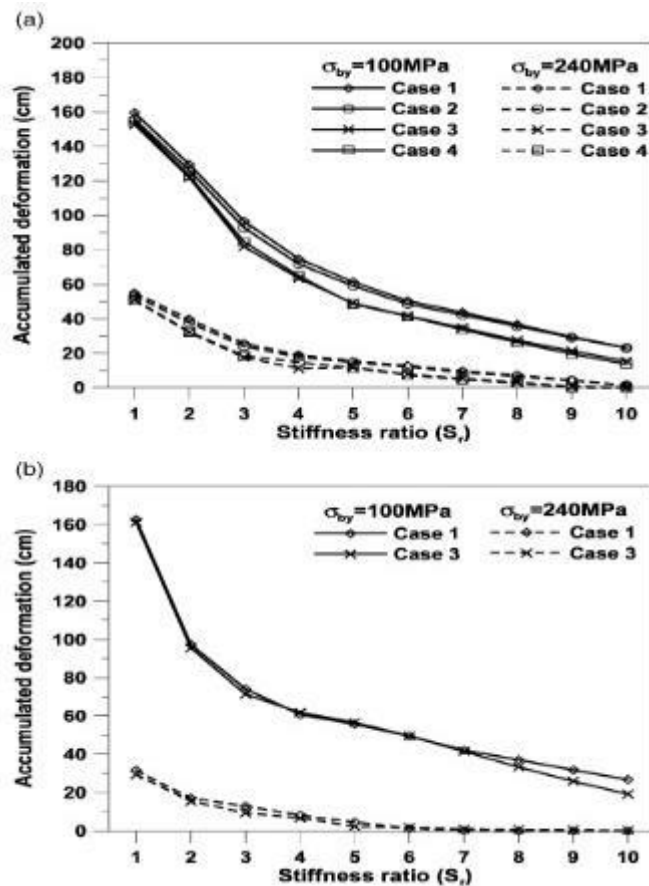 (a)
200
180
160
140
120
100
80
60
40
20
0
Accumulated deformation (cm)
σby=100MPa σby=240MPa
Case 1 Case 1
Case 2 Case 2
Case 3 Case 3
Case 4 Case 4
1 2 3 4 5 6 7 8 9 10
Stiffness ratio (Sr)
(b)
180
160
140
120
100
80
60
40
20
0
Accumulated deformation (cm)
σby=100MPa σby=240MPa
Case 1 Case 1
Case 3 Case 3
1 2 3 4 5 6 7 8 9 10
Stiffness ratio (Sr)